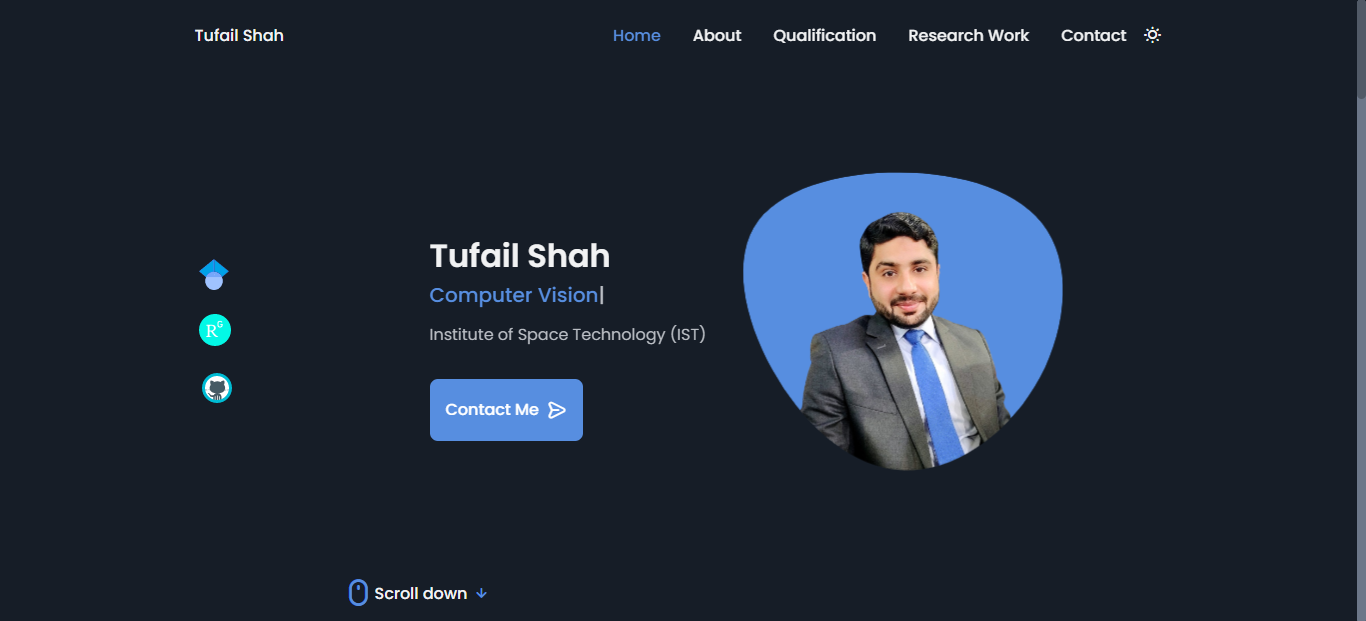 Tufail Shah
Home About Qualification Research Work Contact
Tufail Shah
Computer Vision|
Institute of Space Technology (IST)
RG
Contact Me
Scroll down